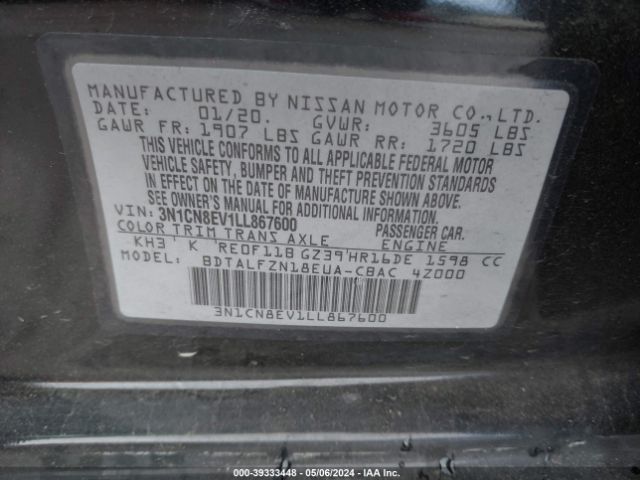 MANUFACTURED BY NISSAN MOTOR CO., LTD.
DATE: 01/20. GVWR: 3605 LBS
GAWR FR: 1907 LBS GAWR RR: 1720 LBS
THIS VEHICLE CONFORMS TO ALL APPLICABLE FEDERAL MOTOR
VEHICLE SAFETY, BUMPER AND THEFT PREVENTION STANDARDS
IN EFFECT ON THE DATE OF MANUFACTURE SHOWN ABOVE.
SEE OWNER'S MANUAL FOR ADDITIONAL INFORMATION.
VIN: 3N1CN8EV1LL867600 PASSENGER CAR.
COLOR TRIM TRANS AXLE ENGINE
KH3 K RE0F11B GZ39 HR16DE 1598 CC
MODEL: BDTALFZN18EUA-CBAC 4Z000
3N1CN8EV1LL867600
000-39333448 - 05/06/2024 - IAA Inc.